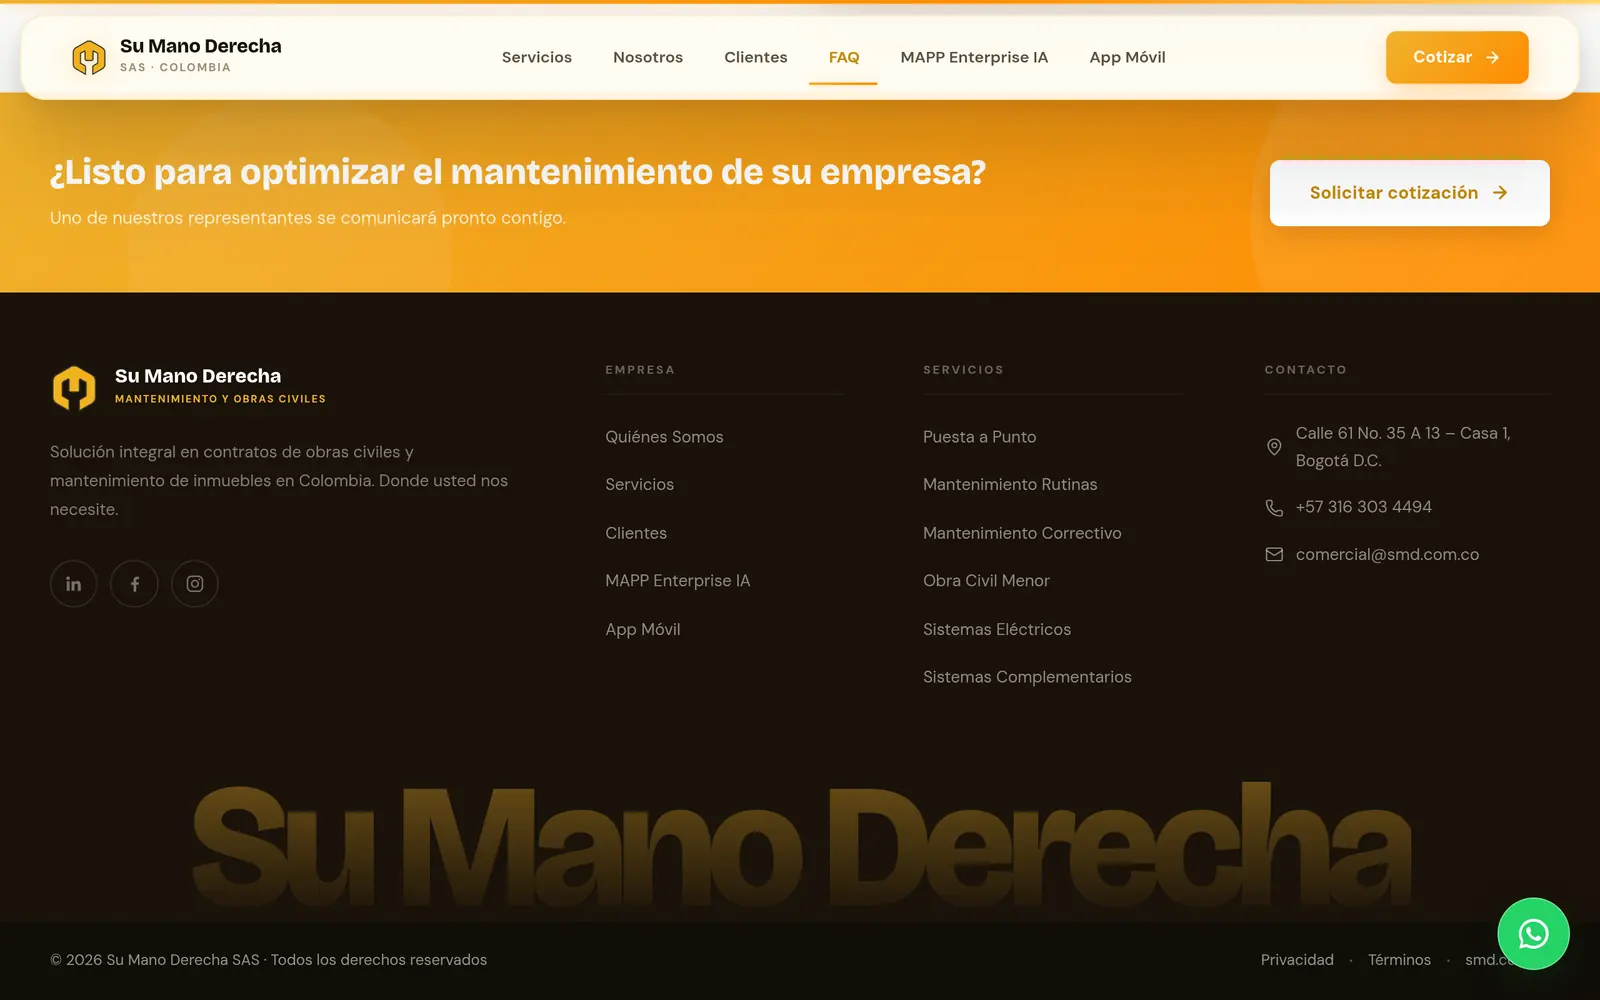 Su Mano Derecha
SAS · COLOMBIA
Servicios
Nosotros
Clientes
FAQ
MAPP Enterprise IA
App Móvil
Cotizar
¿Listo para optimizar el mantenimiento de su empresa?
Uno de nuestros representantes se comunicará pronto contigo.
Solicitar cotización
Su Mano Derecha
MANTENIMIENTO Y OBRAS CIVILES
Solución integral en contratos de obras civiles y
mantenimiento de inmuebles en Colombia. Donde usted nos
necesite.
EMPRESA
Quiénes Somos
Servicios
Clientes
MAPP Enterprise IA
App Móvil
SERVICIOS
Puesta a Punto
Mantenimiento Rutinas
Mantenimiento Correctivo
Obra Civil Menor
Sistemas Eléctricos
Sistemas Complementarios
CONTACTO
Calle 61 No. 35 A 13 – Casa 1,
Bogotá D.C.
+57 316 303 4494
comercial@smd.com.co
Su Mano Derecha
© 2026 Su Mano Derecha SAS · Todos los derechos reservados
Privacidad · Términos ·